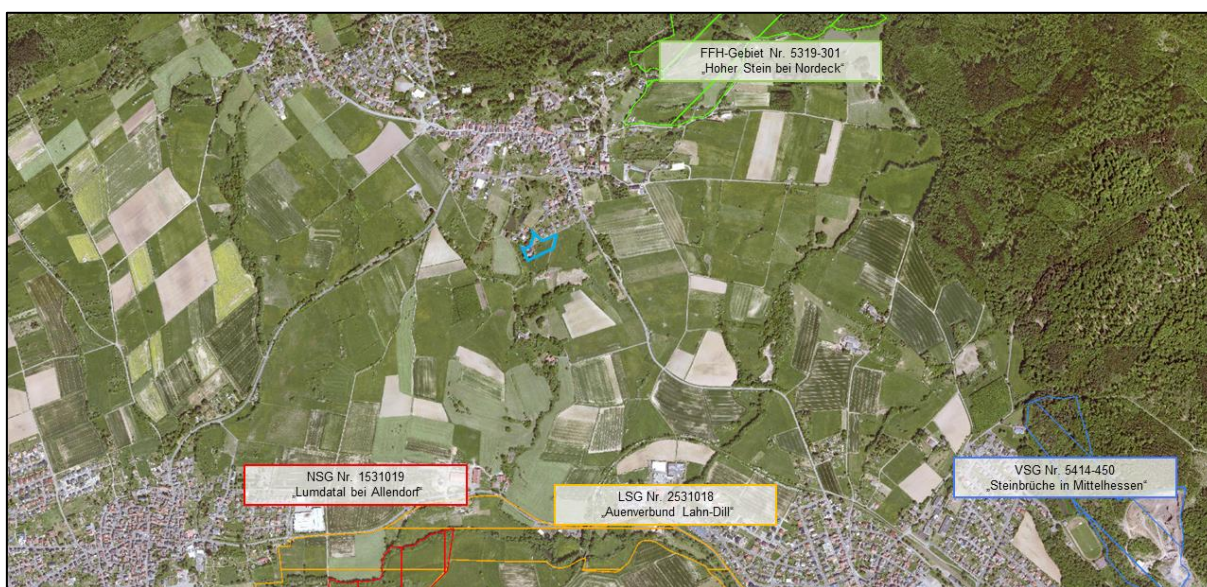 FFH-Gebiet Nr. 5319-301
„Hoher Stein bei Nordeck“
NSG Nr. 1531019
„Lumdatal bei Allendorf“
LSG Nr. 2531018
„Auenverbund Lahn-Dill“
VSG Nr. 5414-450
„Steinbrüche in Mittelhessen“